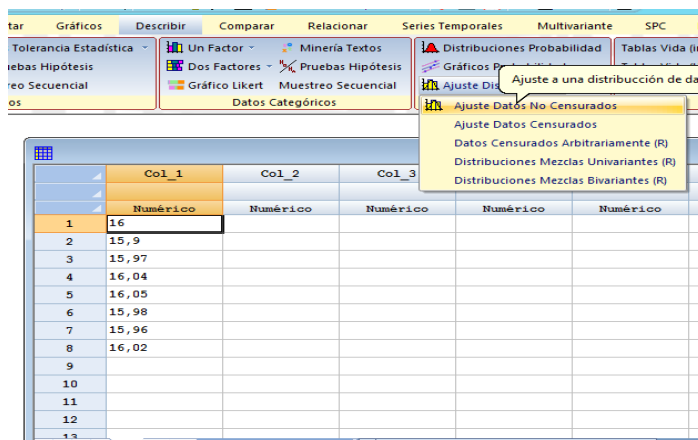 tar Gráficos Describir Comparar Relacionar Series Temporales Multivariante SPC
Tolerancia Estadística Un Factor Minería Textos Distribuciones Probabilidad Tablas Vida (in
uebas Hipótesis Dos Factores Pruebas Hipótesis Gráficos
reo Secuencial Gráfico Likert Muestreo Secuencial Ajuste Dis Ajuste a una distribucción de da
os Datos Categóricos
Ajuste Datos No Censurados
Ajuste Datos Censurados
Datos Censurados Arbitrariamente (R)
Distribuciones Mezclas Univariantes (R)
Distribuciones Mezclas Bivariantes (R)
Col_1 Col_2 Col_3
Numérico Numérico Numérico Numérico Numérico
1 16
2 15,9
3 15,97
4 16,04
5 16,05
6 15,98
7 15,96
8 16,02
9
10
11
12
13